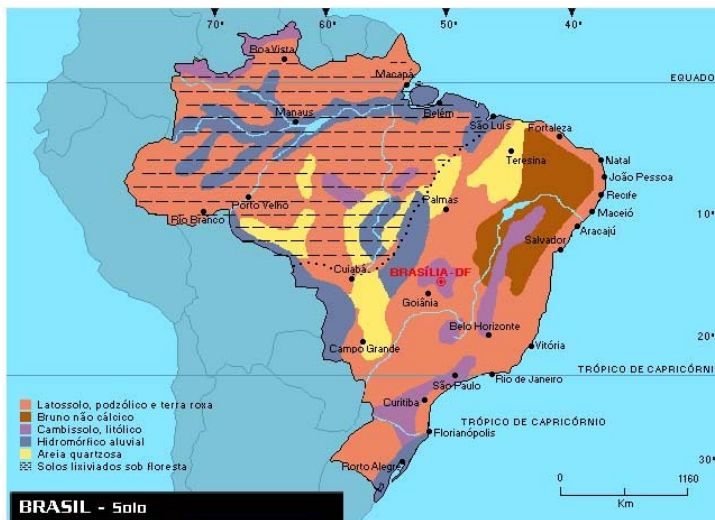 70°
60°
50°
40°
Boa Vista
EQUADO
Macapá
Belém
Manaus
São Luís
Fortaleza
Teresina
Natal
João Pessoa
Porto Velho
Palmas
Recife
Rio Branco
Maceió
10°
Aracajú
Salvador
Cuiabá
BRASÍLIA-DF
Goiânia
Belo Horizonte
20°
Campo Grande
Vitória
TRÓPICO DE CAPRICÓRNI
São Paulo
Rio de Janeiro
Curitiba
TRÓPICO DE CAPRICÓRNIO
Florianópolis
Porto Alegre
30°
Latossolo, podzólico e terra roxa
Bruno não cálcico
Cambissolo, litólico
Hidromórfico aluvial
Areia quartzosa
Solos lixiviados sob floresta
0
1160
Km
BRASIL - Solo